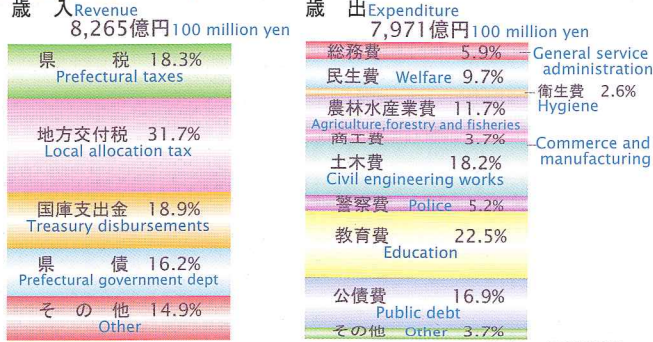 歳 入Revenue
8,265億円100 million yen
県 税 18.3%
Prefectural taxes
地方交付税 31.7%
Local allocation tax
国庫支出金 18.9%
Treasury disbursements
県 債 16.2%
Prefectural government dept
その他 14.9%
Other
歳 出Expenditure
7,971億円100 million yen
総務費 5.9%
General service
administration
民生費 Welfare 9.7%
衛生費 2.6%
Hygiene
農林水産業費 11.7%
Agriculture,forestry and fisheries
商工費 3.7%
Commerce and
manufacturing
土木費 18.2%
Civil engineering works
警察費 Police 5.2%
教育費 22.5%
Education
公債費 16.9%
Public debt
その他 Other 3.7%